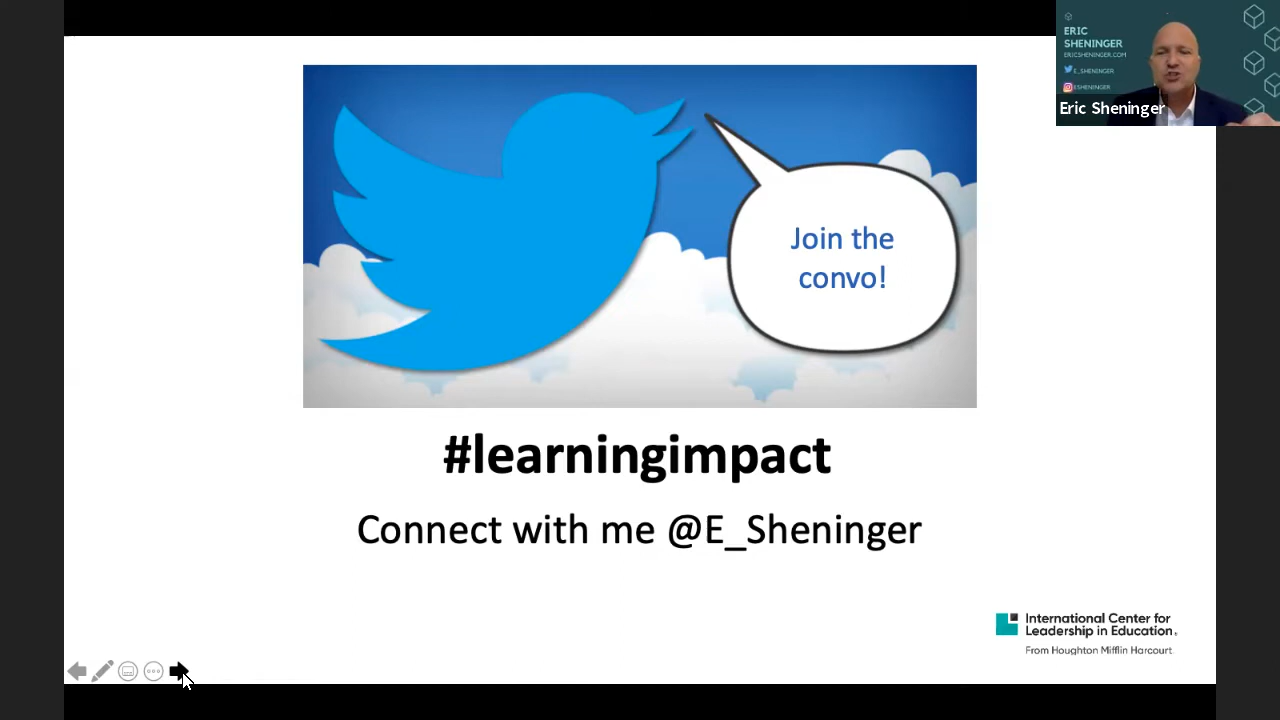 ERIC
SHENINGER
ERICSHENINGER.COM
E_SHENINGER
ESHENINGER
Eric Sheninger
Join the
convo!
#learningimpact
Connect with me @E_Sheninger
International Center for
Leadership in Education.
From Houghton Mifflin Harcourt